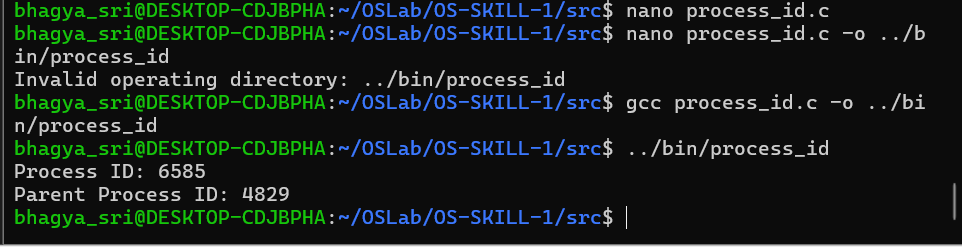 bhagya_sri@DESKTOP-CDJBPHA:~/OSLab/OS-SKILL-1/src$ nano process_id.c
bhagya_sri@DESKTOP-CDJBPHA:~/OSLab/OS-SKILL-1/src$ nano process_id.c -o ../b
in/process_id
Invalid operating directory: ../bin/process_id
bhagya_sri@DESKTOP-CDJBPHA:~/OSLab/OS-SKILL-1/src$ gcc process_id.c -o ../bi
n/process_id
bhagya_sri@DESKTOP-CDJBPHA:~/OSLab/OS-SKILL-1/src$ ../bin/process_id
Process ID: 6585
Parent Process ID: 4829
bhagya_sri@DESKTOP-CDJBPHA:~/OSLab/OS-SKILL-1/src$